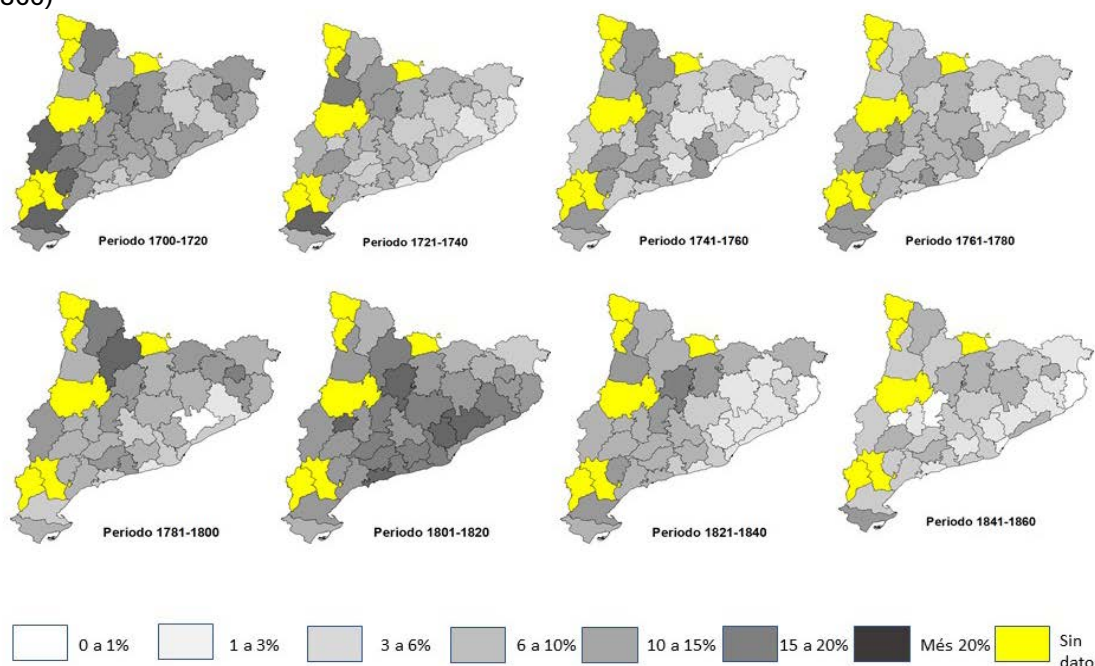 Periodo 1700-1720
Periodo 1721-1740
Periodo 1741-1760
Periodo 1761-1780
Periodo 1781-1800
Periodo 1801-1820
Periodo 1821-1840
Periodo 1841-1860
0 a 1%
1 a 3%
3 a 6%
6 a 10%
10 a 15%
15 a 20%
Més 20%
Sin
dato